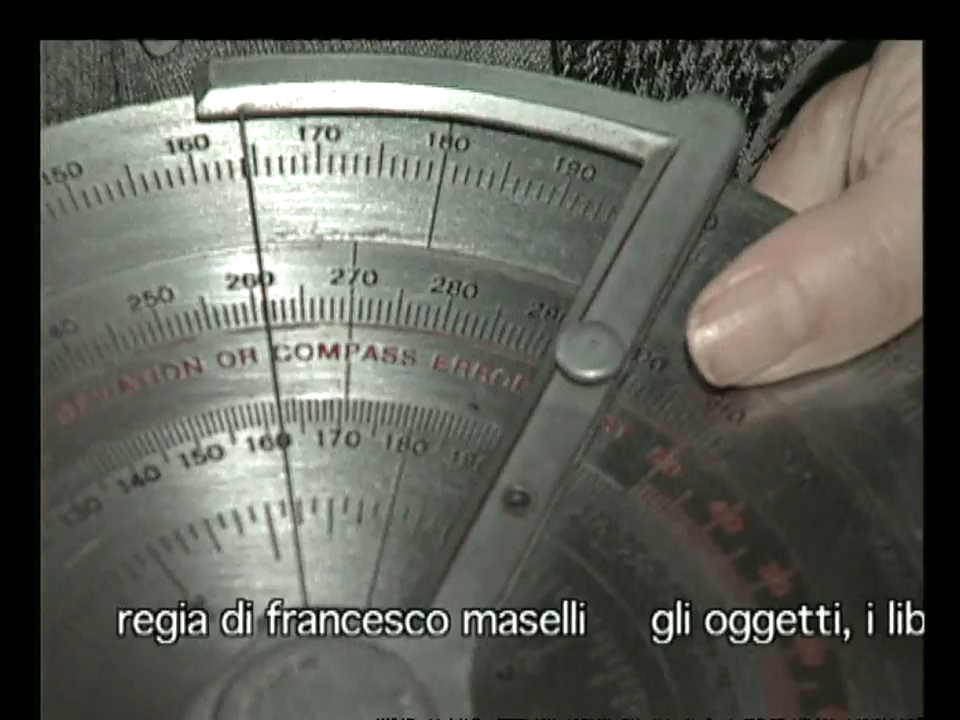 150 160 170 180 190
250 260 270 280
DEVIATION OR COMPASS ERROR
130 140 150 160 170 180
regia di francesco maselli gli oggetti, i lib